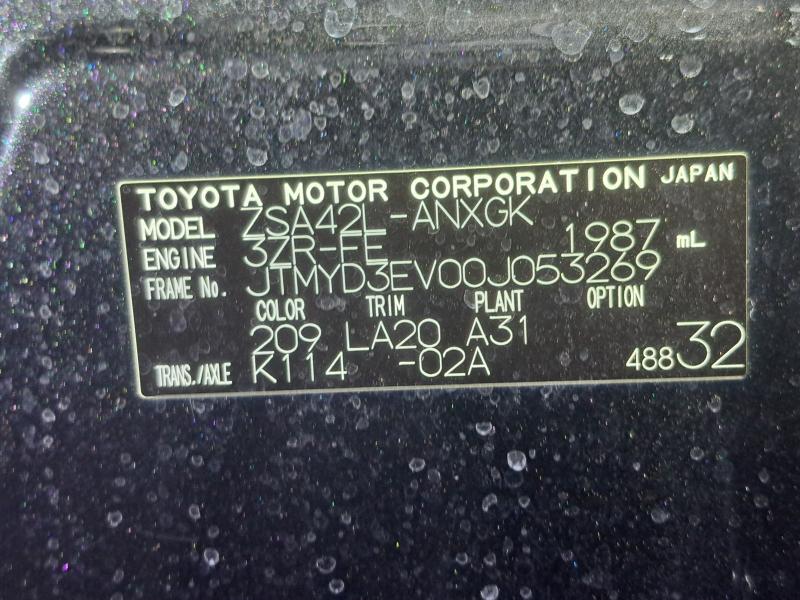 TOYOTA MOTOR CORPORATION JAPAN
MODEL ZSA42L-ANXGK
ENGINE 3ZR-FE 1987 mL
FRAME No. JTMYD3EV00J053269
COLOR TRIM PLANT OPTION
209 LA20 A31
TRANS./AXLE K114 -02A 48832